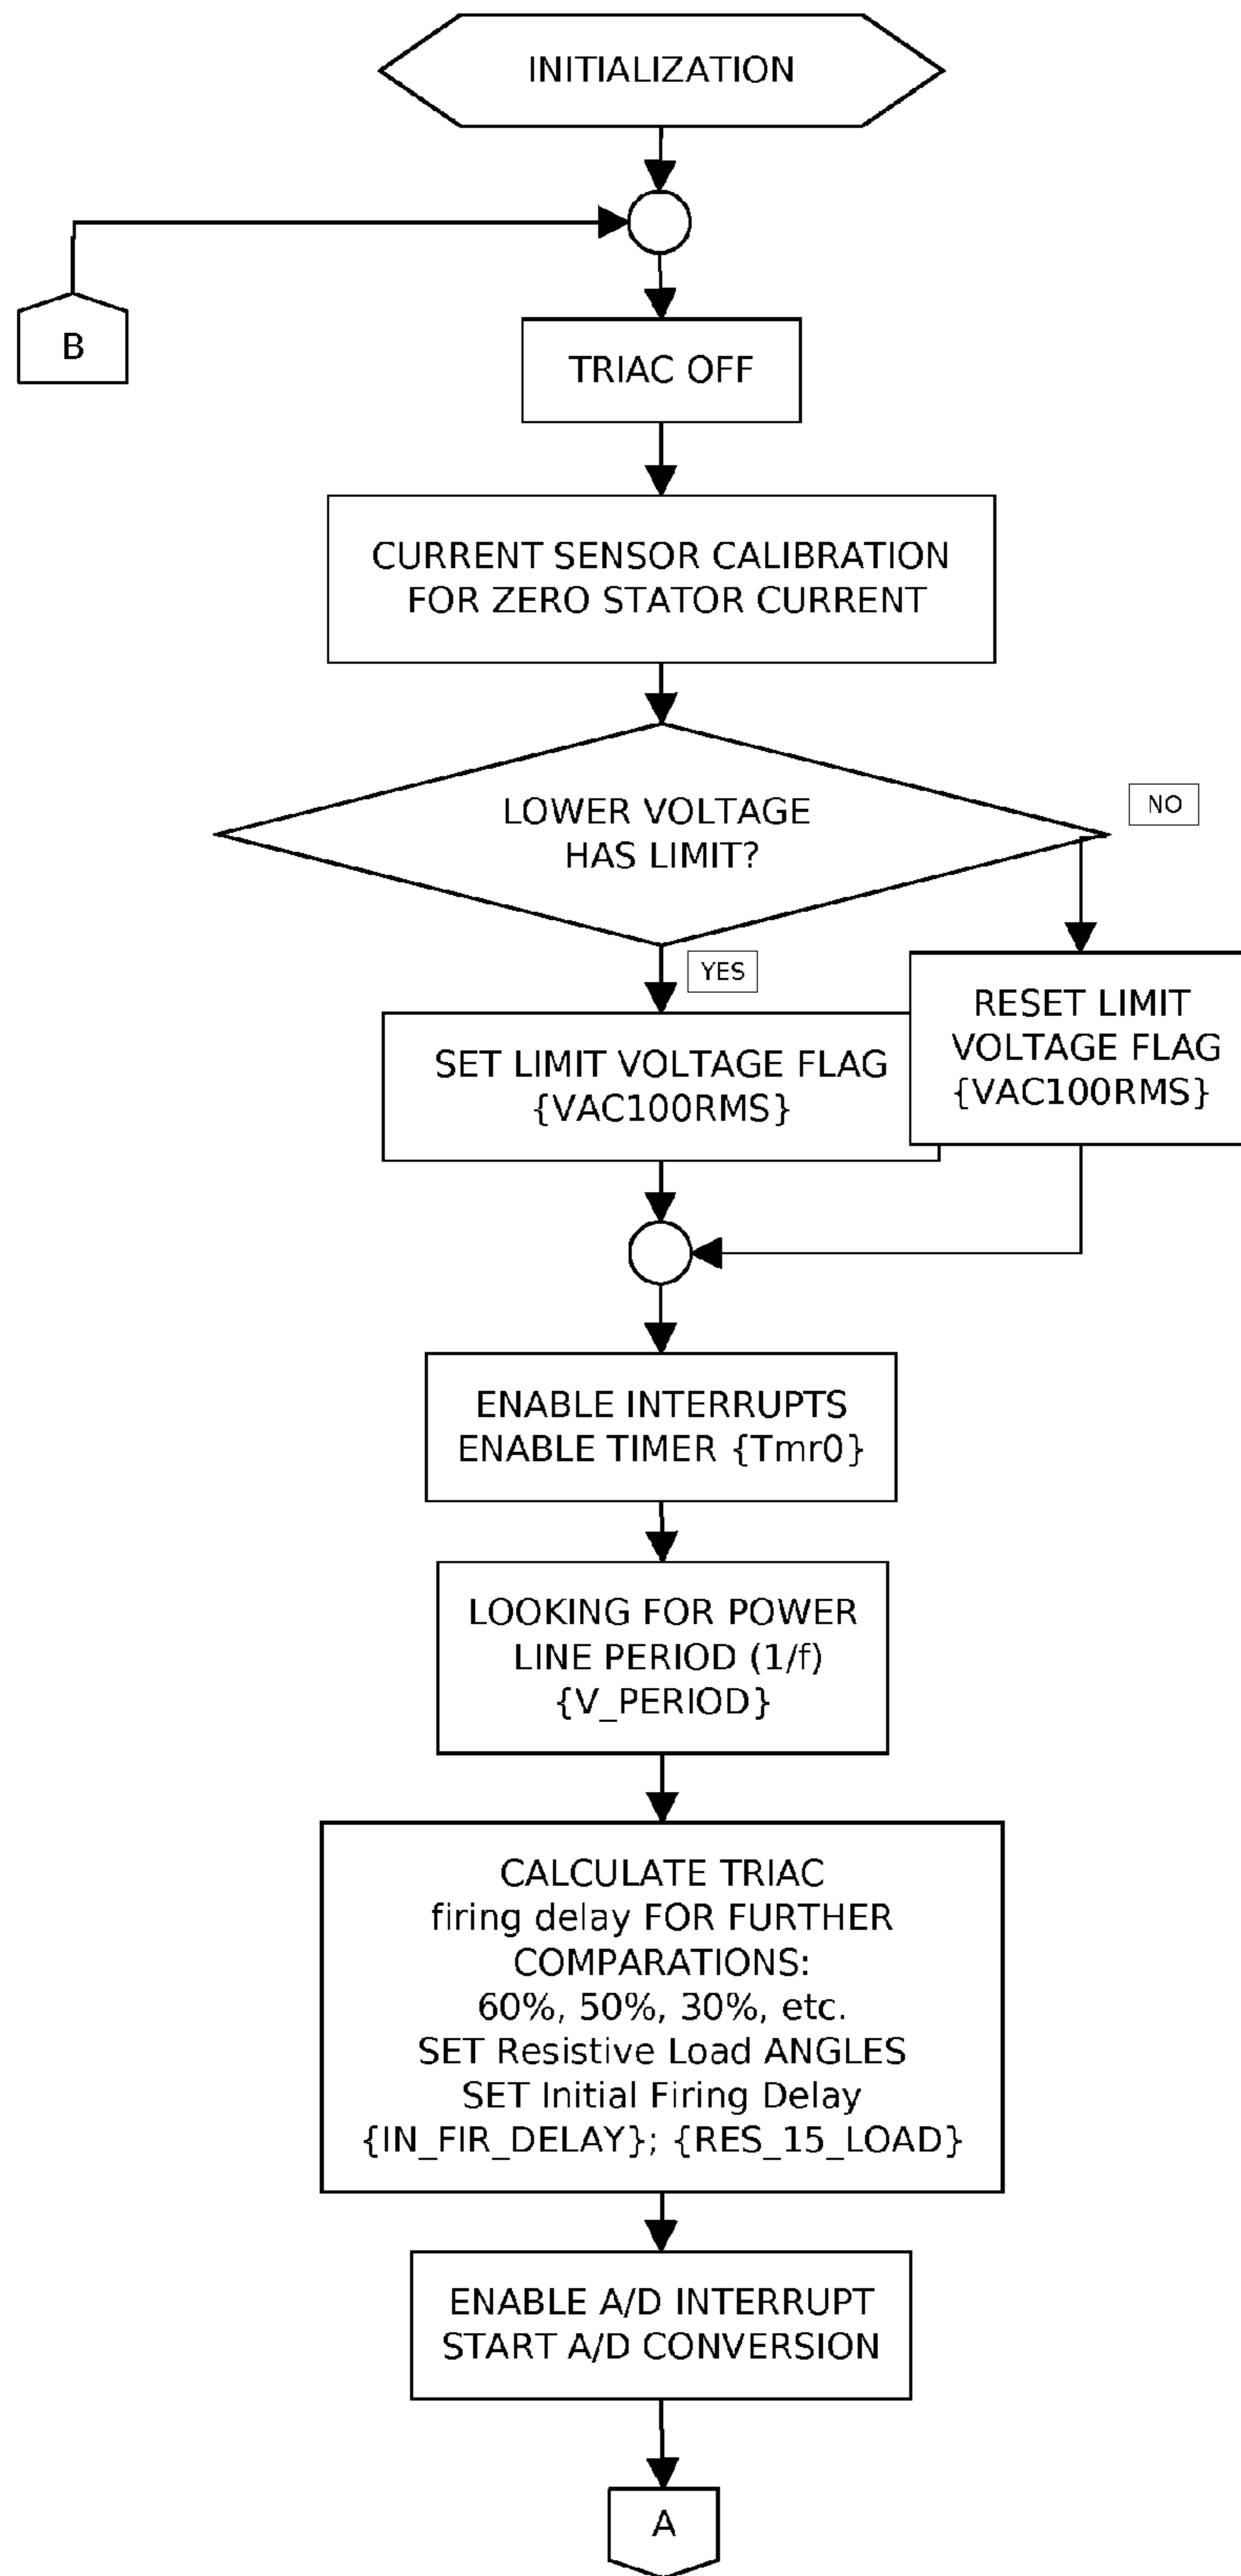 INITIALIZATION
B
TRIAC OFF
CURRENT SENSOR CALIBRATION
FOR ZERO STATOR CURRENT
LOWER VOLTAGE
HAS LIMIT?
NO
YES
SET LIMIT VOLTAGE FLAG
{VAC100RMS}
RESET LIMIT
VOLTAGE FLAG
{VAC100RMS}
ENABLE INTERRUPTS
ENABLE TIMER {Tmr0}
LOOKING FOR POWER
LINE PERIOD (1/f)
{V_PERIOD}
CALCULATE TRIAC
firing delay FOR FURTHER
COMPARATIONS:
60%, 50%, 30%, etc.
SET Resistive Load ANGLES
SET Initial Firing Delay
{IN_FIR_DELAY}; {RES_15_LOAD}
ENABLE A/D INTERRUPT
START A/D CONVERSION
A